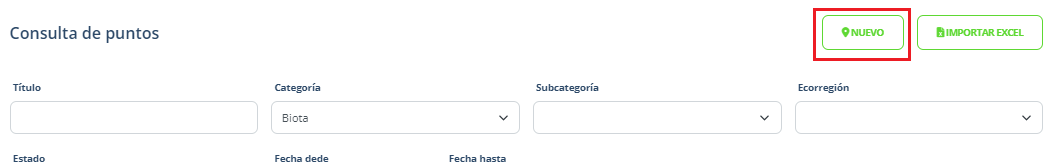 Consulta de puntos
NUEVO
IMPORTAR EXCEL
Título
Categoría
Subcategoría
Ecorregión
Biota
Estado
Fecha dede
Fecha hasta